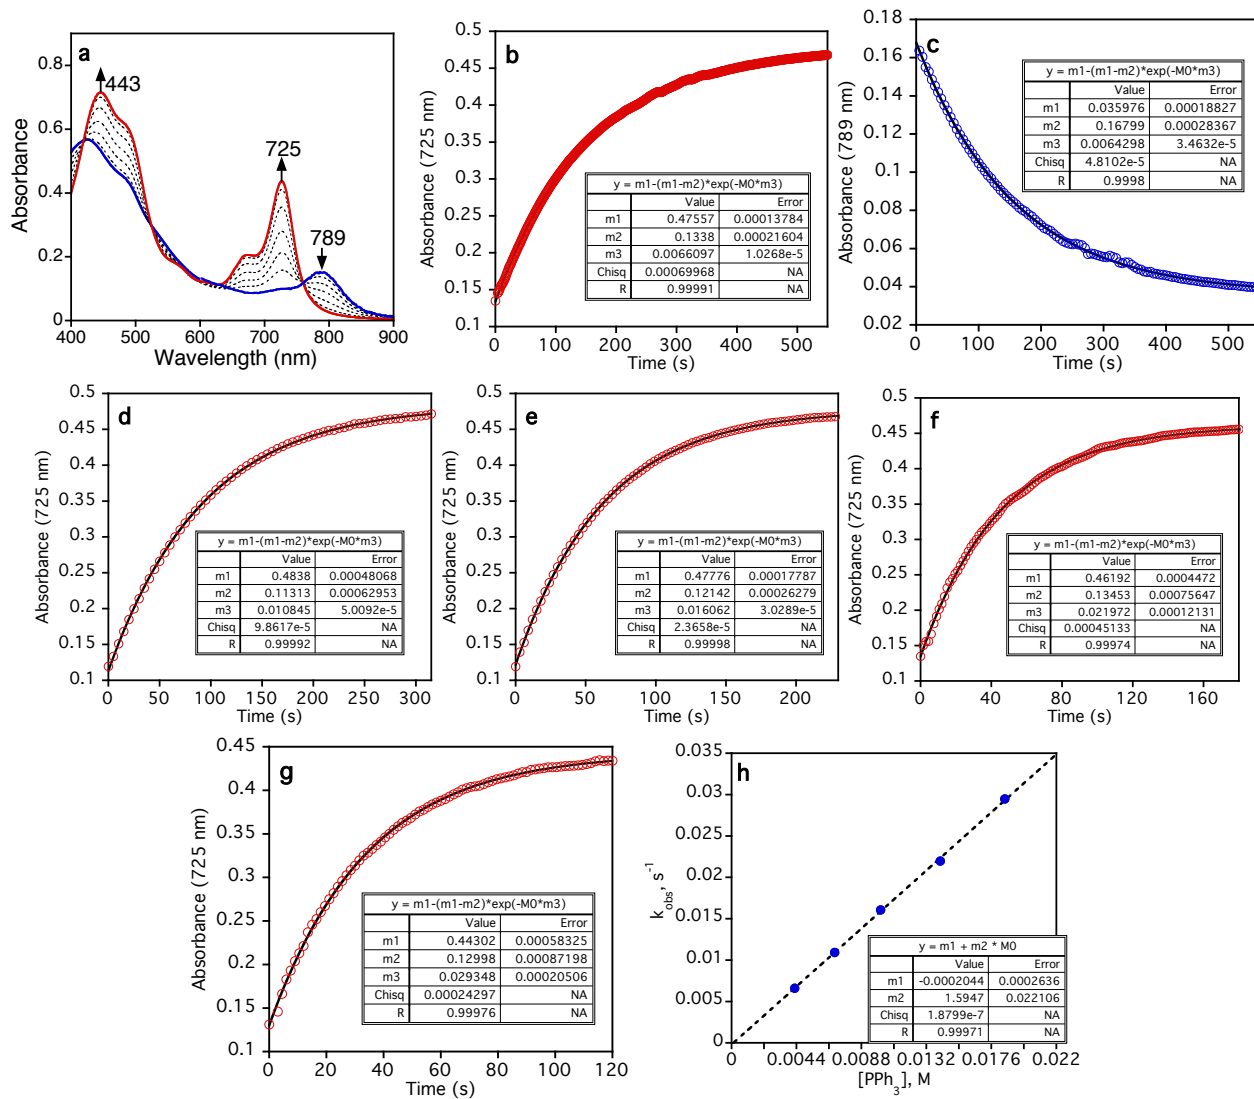 a
443
725
789
0.8
0.6
0.4
0.2
0
400 500 600 700 800 900
Absorbance
Wavelength (nm)
b
0.5
0.45
0.4
0.35
0.3
0.25
0.2
0.15
0.1
0 100 200 300 400 500
Absorbance (725 nm)
Time (s)
y = m1-(m1-m2)*exp(-M0*m3)
Value Error
m1 0.47557 0.00013784
m2 0.1338 0.00021604
m3 0.0066097 1.0268e-5
Chisq 0.00069968 NA
R 0.99991 NA
c
0.18
0.16
0.14
0.12
0.1
0.08
0.06
0.04
0.02
0 100 200 300 400 500
Absorbance (789 nm)
Time (s)
y = m1-(m1-m2)*exp(-M0*m3)
Value Error
m1 0.035976 0.00018827
m2 0.16799 0.00028367
m3 0.0064298 3.4632e-5
Chisq 4.8102e-5 NA
R 0.9998 NA
d
0.5
0.45
0.4
0.35
0.3
0.25
0.2
0.15
0.1
0 50 100 150 200 250 300
Absorbance (725 nm)
Time (s)
y = m1-(m1-m2)*exp(-M0*m3)
Value Error
m1 0.4838 0.00048068
m2 0.11313 0.00062953
m3 0.010845 5.0092e-5
Chisq 9.8617e-5 NA
R 0.99992 NA
e
0.5
0.45
0.4
0.35
0.3
0.25
0.2
0.15
0.1
0 50 100 150 200
Absorbance (725 nm)
Time (s)
y = m1-(m1-m2)*exp(-M0*m3)
Value Error
m1 0.47776 0.00017787
m2 0.12142 0.00026279
m3 0.016062 3.0289e-5
Chisq 2.3658e-5 NA
R 0.99998 NA
f
0.5
0.45
0.4
0.35
0.3
0.25
0.2
0.15
0.1
0 40 80 120 160
Absorbance (725 nm)
Time (s)
y = m1-(m1-m2)*exp(-M0*m3)
Value Error
m1 0.46192 0.0004472
m2 0.13453 0.00075647
m3 0.021972 0.00012131
Chisq 0.00045133 NA
R 0.99974 NA
g
0.45
0.4
0.35
0.3
0.25
0.2
0.15
0.1
0 20 40 60 80 100 120
Absorbance (725 nm)
Time (s)
y = m1-(m1-m2)*exp(-M0*m3)
Value Error
m1 0.44302 0.00058325
m2 0.12998 0.00087198
m3 0.029348 0.00020506
Chisq 0.00024297 NA
R 0.99976 NA
h
0.035
0.03
0.025
0.02
0.015
0.01
0.005
0
0 0.0044 0.0088 0.0132 0.0176 0.022
k_obs, s⁻¹
[PPh₃], M
y = m1 + m2 * M0
Value Error
m1 -0.0002044 0.0002636
m2 1.5947 0.022106
Chisq 1.8799e-7 NA
R 0.99971 NA